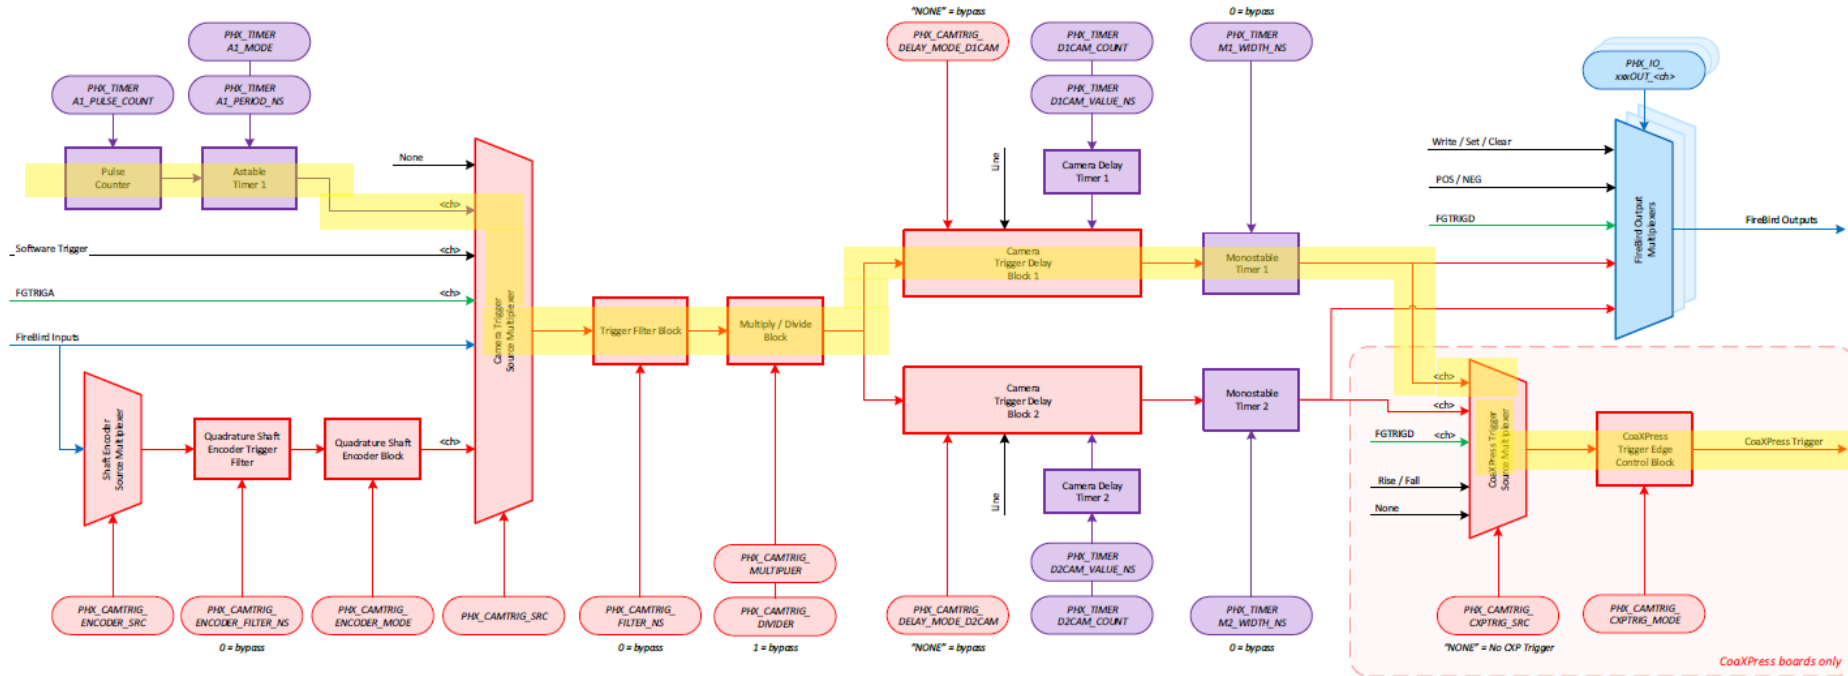 "NONE" = bypass
0 = bypass
PHX_TIMER
A1_MODE
PHX_CAMTRIG_
DELAY_MODE_D1CAM
PHX_TIMER
D1CAM_COUNT
PHX_TIMER
M1_WIDTH_NS
PHX_IO_
xxxOUT_<ch>
PHX_TIMER
A1_PULSE_COUNT
PHX_TIMER
A1_PERIOD_NS
PHX_TIMER
D1CAM_VALUE_NS
Pulse
Counter
Astable
Timer 1
None
Line
Camera Delay
Timer 1
Write / Set / Clear
POS / NEG
<ch>
FGTRIGD
FireBird Output
Multiplexers
FireBird Outputs
Software Trigger
<ch>
Camera
Trigger Delay
Block 1
Monostable
Timer 1
FGTRIGA
<ch>
Camera Trigger
Source Multiplexer
Trigger Filter Block
Multiply / Divide
Block
FireBird Inputs
Camera
Trigger Delay
Block 2
Monostable
Timer 2
<ch>
<ch>
Shaft Encoder
Source Multiplexer
Quadrature Shaft
Encoder Trigger
Filter
Quadrature Shaft
Encoder Block
<ch>
FGTRIGD
<ch>
CoaXPress Trigger
Source Multiplexer
CoaXPress
Trigger Edge
Control Block
CoaXPress Trigger
Line
Camera Delay
Timer 2
Rise / Fall
None
PHX_CAMTRIG_
MULTIPLIER
PHX_TIMER
D2CAM_VALUE_NS
PHX_CAMTRIG_
ENCODER_SRC
PHX_CAMTRIG_
ENCODER_FILTER_NS
PHX_CAMTRIG_
ENCODER_MODE
PHX_CAMTRIG_SRC
PHX_CAMTRIG_
FILTER_NS
PHX_CAMTRIG_
DIVIDER
PHX_CAMTRIG_
DELAY_MODE_D2CAM
PHX_TIMER
D2CAM_COUNT
PHX_TIMER
M2_WIDTH_NS
PHX_CAMTRIG_
CXPTRIG_SRC
PHX_CAMTRIG_
CXPTRIG_MODE
0 = bypass
0 = bypass
1 = bypass
"NONE" = bypass
0 = bypass
"NONE" = No CXP Trigger
CoaXPress boards only